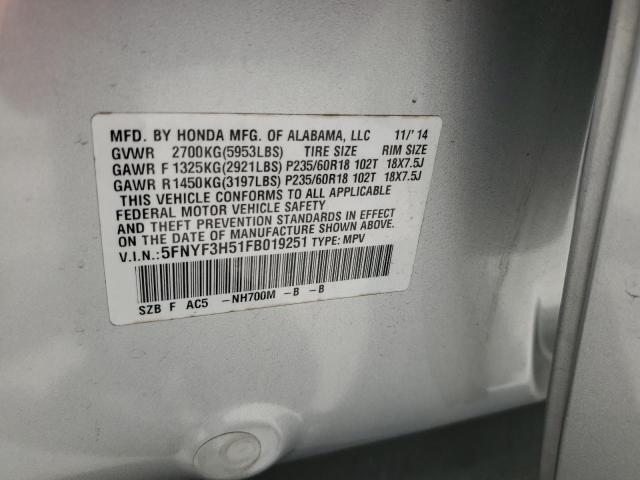 MFD. BY HONDA MFG. OF ALABAMA, LLC 11/'14
GVWR 2700KG(5953LBS) TIRE SIZE RIM SIZE
GAWR F 1325KG(2921LBS) P235/60R18 102T 18X7.5J
GAWR R 1450KG(3197LBS) P235/60R18 102T 18X7.5J
THIS VEHICLE CONFORMS TO ALL APPLICABLE
FEDERAL MOTOR VEHICLE SAFETY
AND THEFT PREVENTION STANDARDS IN EFFECT
ON THE DATE OF MANUFACTURE SHOWN ABOVE.
V.I.N.: 5FNYF3H51FB019251 TYPE: MPV
SZB F AC5 -NH700M -B -B